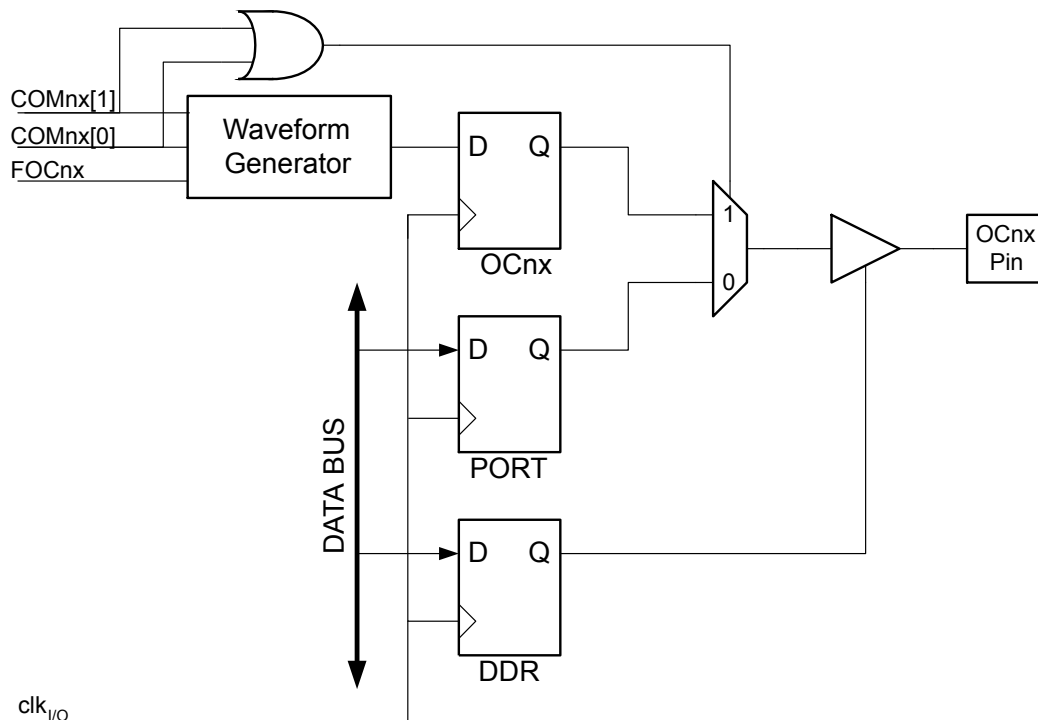 COMnx[1]
COMnx[0]
FOCnx
Waveform
Generator
D Q
OCnx
1
0
OCnx
Pin
D Q
PORT
DATA BUS
D Q
DDR
clkI/O